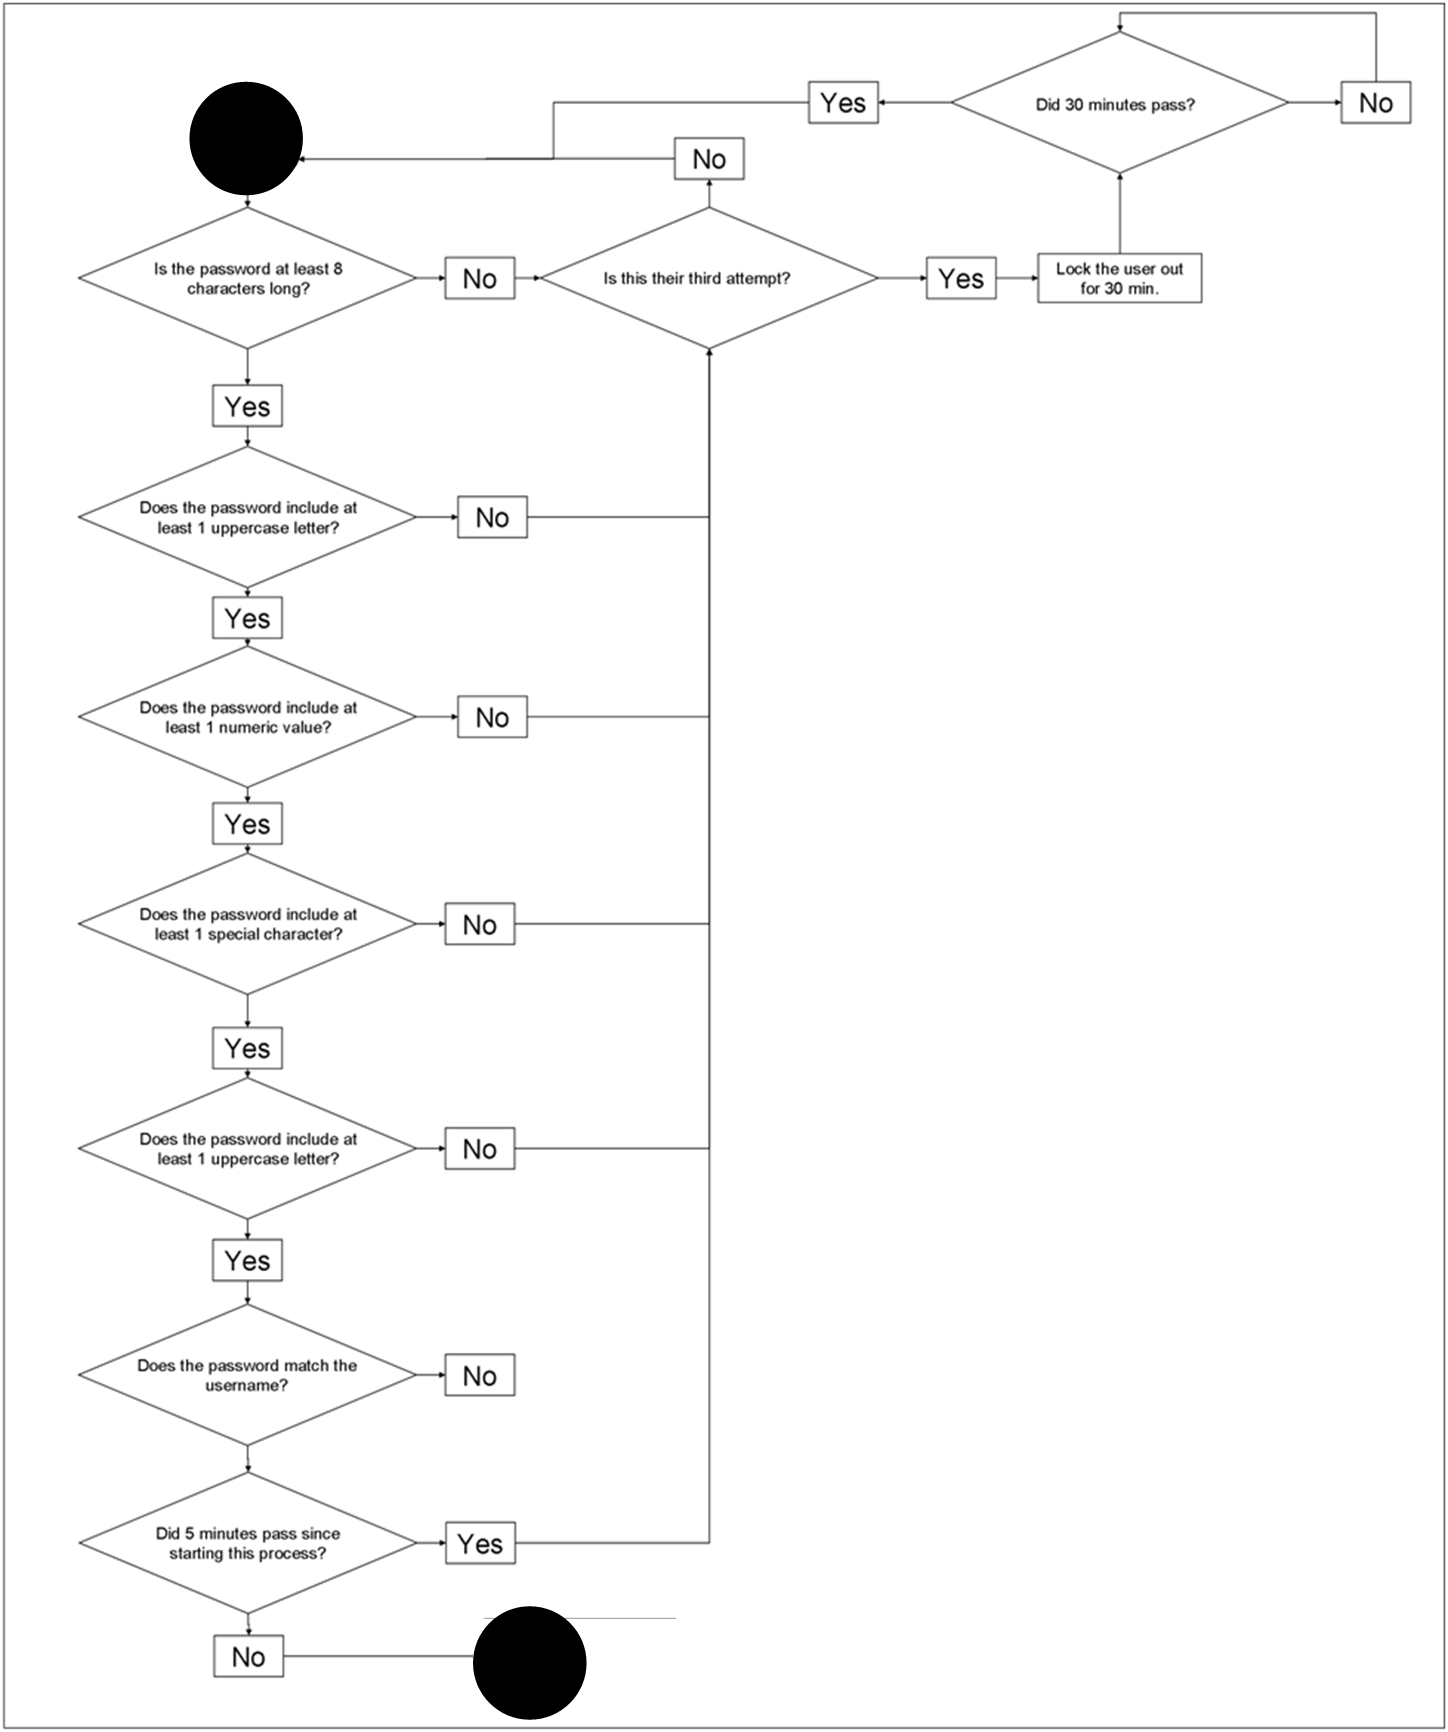 Did 30 minutes pass?
Yes
No
No
Is the password at least 8
characters long?
No
Is this their third attempt?
Yes
Lock the user out
for 30 min.
Yes
Does the password include at
least 1 uppercase letter?
No
Yes
Does the password include at
least 1 numeric value?
No
Yes
Does the password include at
least 1 special character?
No
Yes
Does the password include at
least 1 uppercase letter?
No
Yes
Does the password match the
username?
No
Did 5 minutes pass since
starting this process?
Yes
No